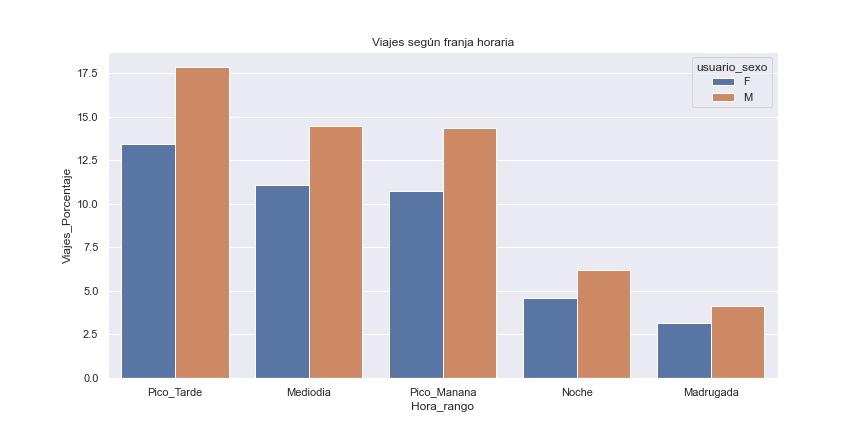 Viajes según franja horaria
usuario_sexo
F
M
17.5
15.0
12.5
10.0
7.5
5.0
2.5
0.0
Viajes_Porcentaje
Pico_Tarde Mediodia Pico_Manana Noche Madrugada
Hora_rango